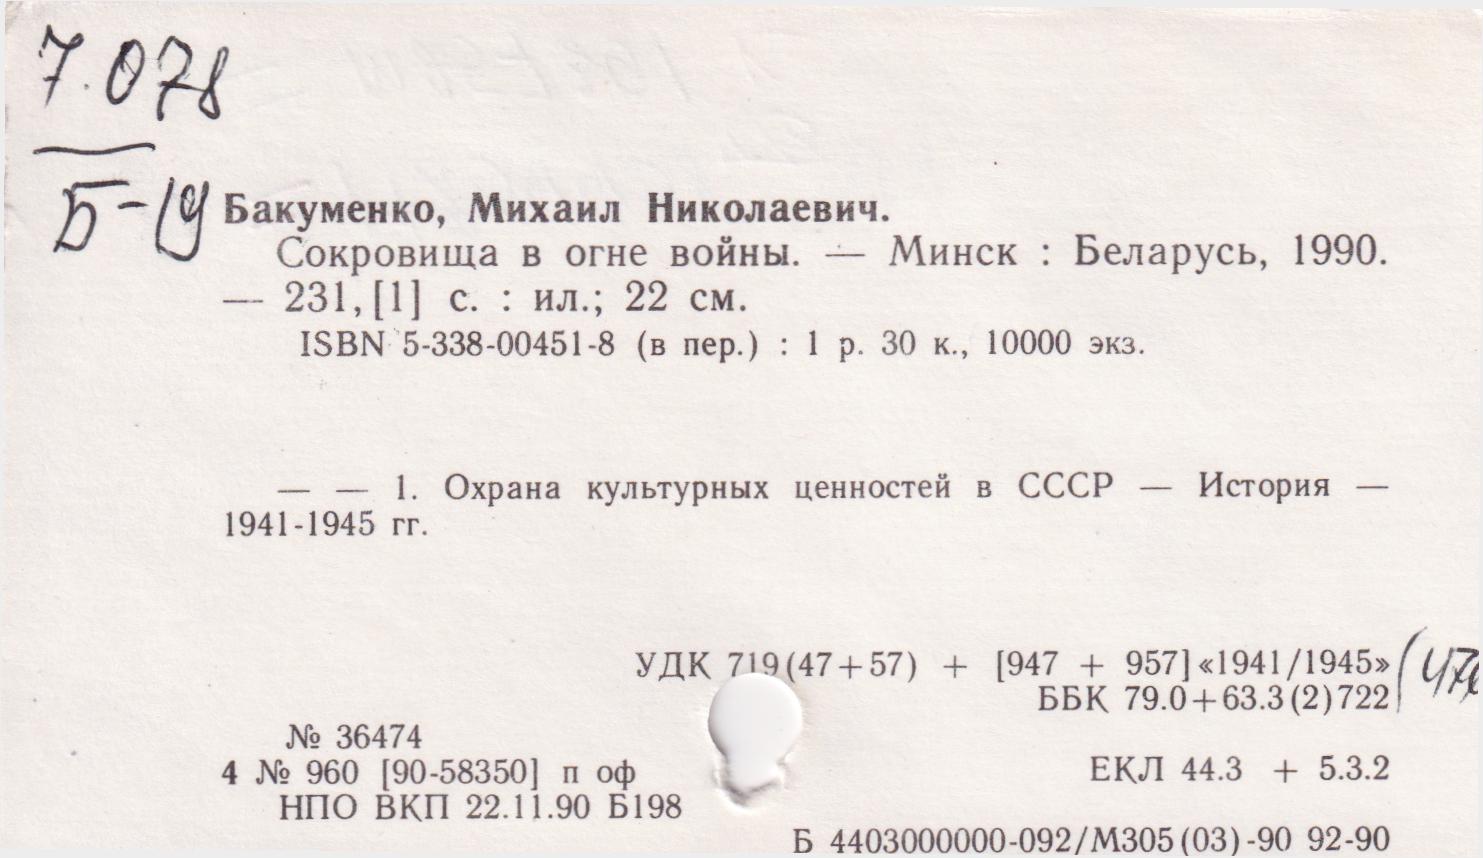 7.078
Б-19
Бакуменко, Михаил Николаевич.
Сокровища в огне войны. — Минск : Беларусь, 1990.
— 231, [1] с. : ил.; 22 см.
ISBN 5-338-00451-8 (в пер.) : 1 р. 30 к., 10000 экз.
— — 1. Охрана культурных ценностей в СССР — История —
1941-1945 гг.
УДК 719(47+57) + [947 + 957] «1941/1945»
ББК 79.0+63.3(2)722
№ 36474
4 № 960 [90-58350] п оф
ЕКЛ 44.3 + 5.3.2
НПО ВКП 22.11.90 Б198
Б 4403000000-092/М305(03)-90 92-90